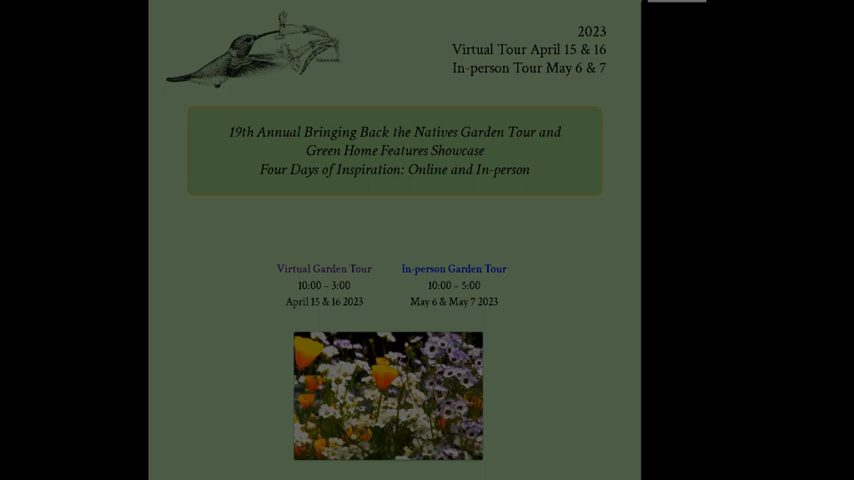 2023
Virtual Tour April 15 & 16
In-person Tour May 6 & 7
19th Annual Bringing Back the Natives Garden Tour and
Green Home Features Showcase
Four Days of Inspiration: Online and In-person
Virtual Garden Tour
10:00 – 3:00
April 15 & 16 2023
In-person Garden Tour
10:00 – 5:00
May 6 & May 7 2023